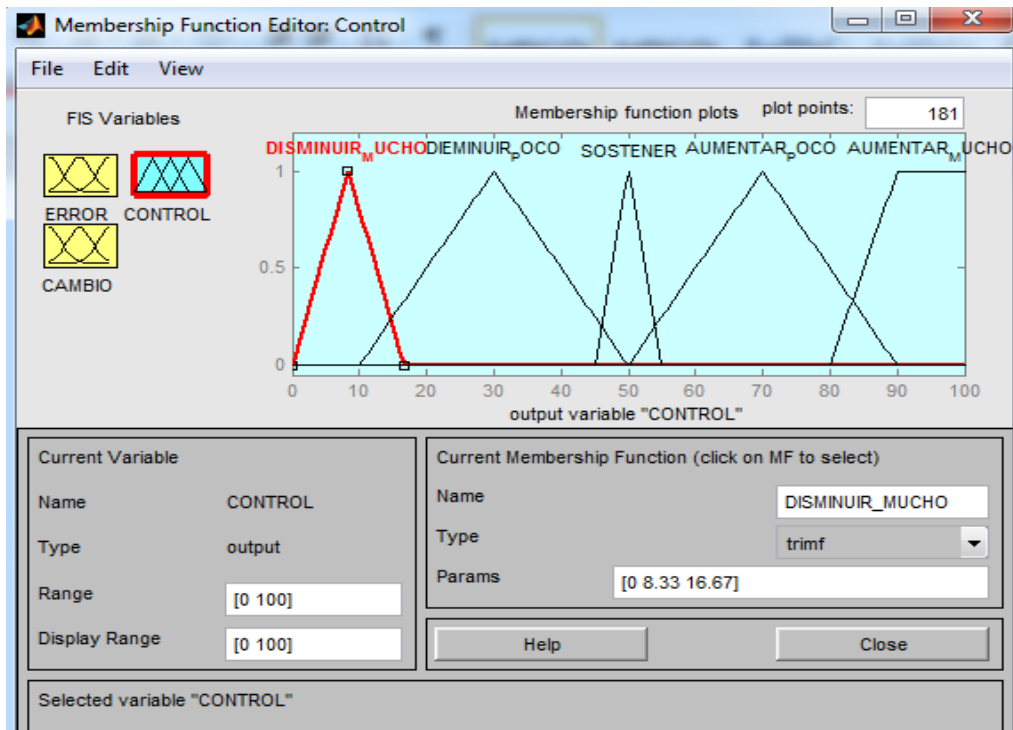 Membership Function Editor: Control
File Edit View
FIS Variables
ERROR CONTROL
CAMBIO
Membership function plots plot points: 181
DISMINUIR_MUCHO DIEMINUIR_POCO SOSTENER AUMENTAR_POCO AUMENTAR_MUCHO
1
0.5
0
0 10 20 30 40 50 60 70 80 90 100
output variable "CONTROL"
Current Variable
Name CONTROL
Type output
Range [0 100]
Display Range [0 100]
Current Membership Function (click on MF to select)
Name DISMINUIR_MUCHO
Type trimf
Params [0 8.33 16.67]
Help Close
Selected variable "CONTROL"